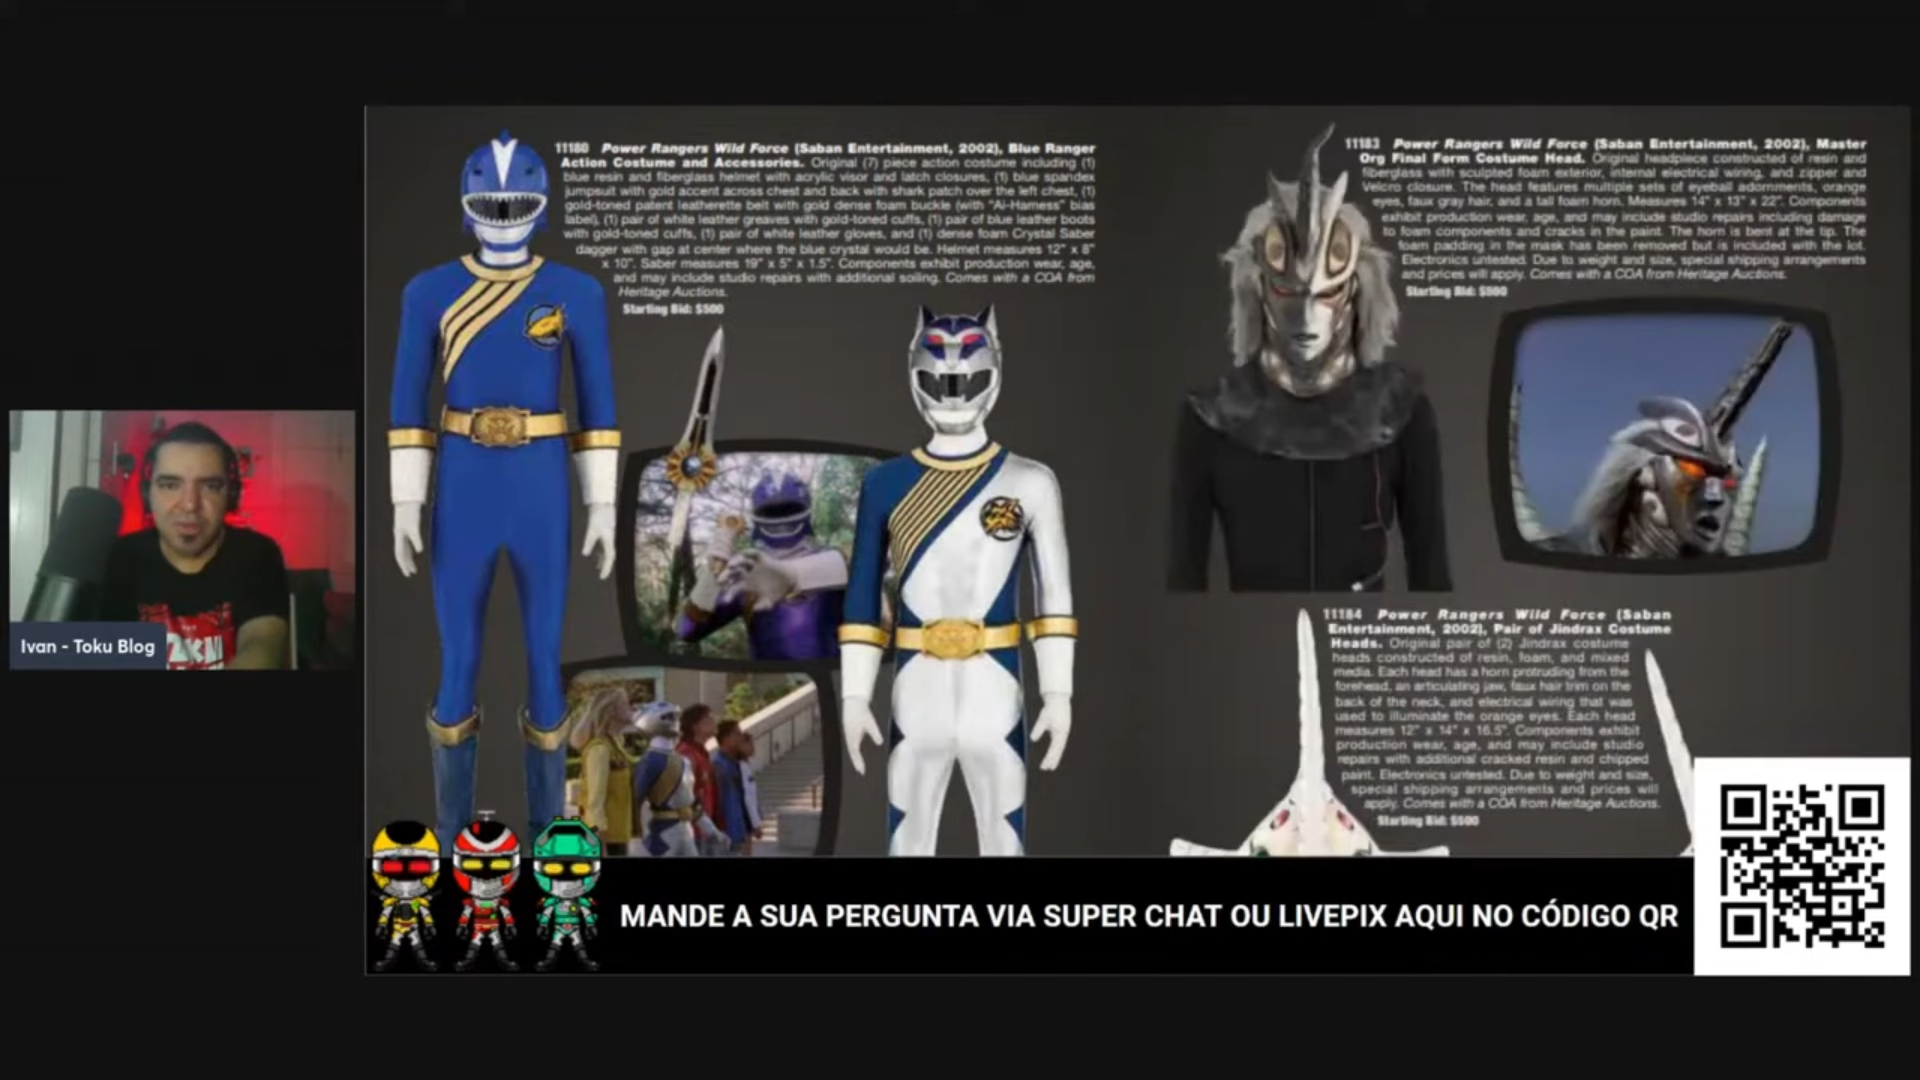 11180 Power Rangers Wild Force (Saban Entertainment, 2002), Blue Ranger
Action Costume and Accessories. Original (7) piece action costume including (1)
blue resin and fiberglass helmet with acrylic visor and latch closures, (1) blue spandex
jumpsuit with gold accent across chest and back with shark patch over the left chest, (1)
gold-toned patent leatherette belt with gold dense foam buckle (with "Al-Harness" bias
label), (1) pair of white leather greaves with gold-toned cuffs, (1) pair of blue leather boots
with gold-toned cuffs, (1) pair of white leather gloves, and (1) dense foam Crystal Saber
dagger with gap at center where the blue crystal would be. Helmet measures 12" x 8"
x 10". Saber measures 19" x 5" x 1.5". Components exhibit production wear, age,
and may include studio repairs with additional soiling. Comes with a COA from
Heritage Auctions.
Starting Bid: $500
11183 Power Rangers Wild Force (Saban Entertainment, 2002), Master
Org Final Form Costume Head. Original headpiece constructed of resin and
fiberglass with sculpted foam exterior, internal electrical wiring, and zipper and
Velcro closure. The head features multiple sets of eyeball adornments, orange
eyes, faux gray hair, and a tall foam horn. Measures 14" x 13" x 22". Components
exhibit production wear, age, and may include studio repairs including damage
to foam components and cracks in the paint. The horn is bent at the tip. The
foam padding in the mask has been removed but is included with the lot.
Electronics untested. Due to weight and size, special shipping arrangements
and prices will apply. Comes with a COA from Heritage Auctions.
Starting Bid: $500
11184 Power Rangers Wild Force (Saban
Entertainment, 2002), Pair of Jindrax Costume
Heads. Original pair of (2) Jindrax costume
heads constructed of resin, foam, and mixed
media. Each head has a horn protruding from the
forehead, an articulating jaw, faux hair trim on the
back of the neck, and electrical wiring that was
used to illuminate the orange eyes. Each head
measures 12" x 14" x 16.5". Components exhibit
production wear, age, and may include studio
repairs with additional cracked resin and chipped
paint. Electronics untested. Due to weight and size,
special shipping arrangements and prices will
apply. Comes with a COA from Heritage Auctions.
Starting Bid: $500
Ivan - Toku Blog
MANDE A SUA PERGUNTA VIA SUPER CHAT OU LIVEPIX AQUI NO CÓDIGO QR